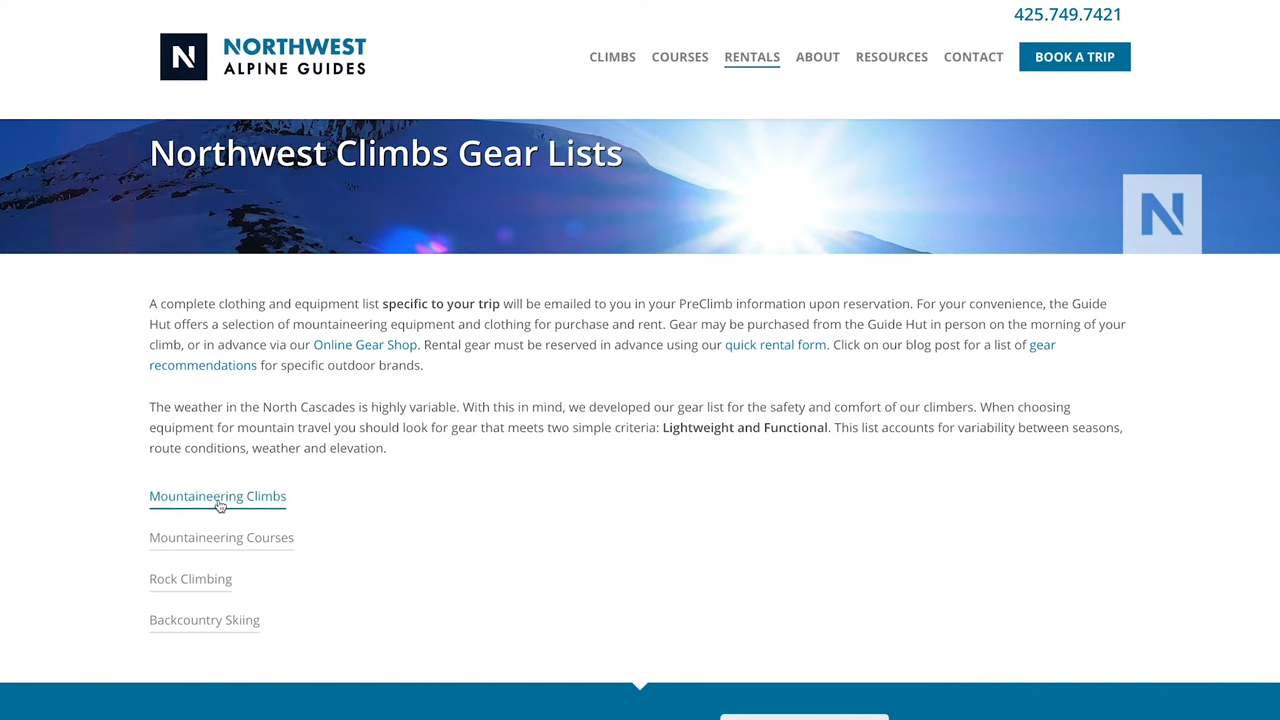 425.749.7421
N NORTHWEST
ALPINE GUIDES
CLIMBS COURSES RENTALS ABOUT RESOURCES CONTACT BOOK A TRIP
Northwest Climbs Gear Lists
N
A complete clothing and equipment list specific to your trip will be emailed to you in your PreClimb information upon reservation. For your convenience, the Guide
Hut offers a selection of mountaineering equipment and clothing for purchase and rent. Gear may be purchased from the Guide Hut in person on the morning of your
climb, or in advance via our Online Gear Shop. Rental gear must be reserved in advance using our quick rental form. Click on our blog post for a list of gear
recommendations for specific outdoor brands.
The weather in the North Cascades is highly variable. With this in mind, we developed our gear list for the safety and comfort of our climbers. When choosing
equipment for mountain travel you should look for gear that meets two simple criteria: Lightweight and Functional. This list accounts for variability between seasons,
route conditions, weather and elevation.
Mountaineering Climbs
Mountaineering Courses
Rock Climbing
Backcountry Skiing